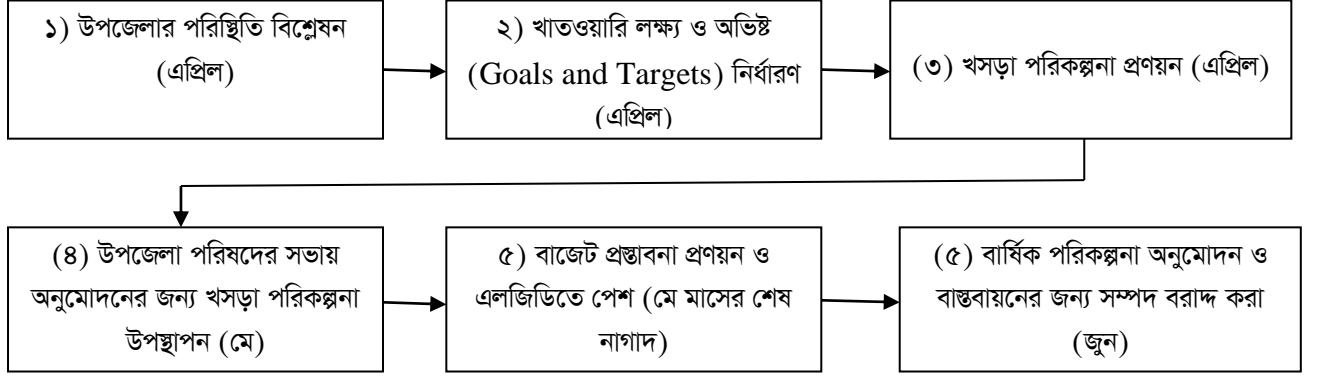 ১) উপজেলার পরিস্থিতি বিশ্লেষন
(এপ্রিল)
২) খাতওয়ারি লক্ষ্য ও অভিষ্ট
(Goals and Targets) নির্ধারণ
(এপ্রিল)
(৩) খসড়া পরিকল্পনা প্রণয়ন (এপ্রিল)
(৪) উপজেলা পরিষদের সভায়
অনুমোদনের জন্য খসড়া পরিকল্পনা
উপস্থাপন (মে)
৫) বাজেট প্রস্তাবনা প্রণয়ন ও
এলজিডিতে পেশ (মে মাসের শেষ
নাগাদ)
(৫) বার্ষিক পরিকল্পনা অনুমোদন ও
বাস্তবায়নের জন্য সম্পদ বরাদ্দ করা
(জুন)